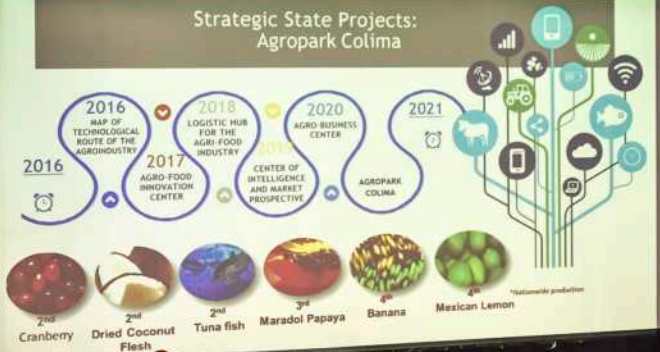 Strategic State Projects:
Agropark Colima
2016
2016
MAP OF
TECHNOLOGICAL
ROUTE OF THE
AGROINDUSTRY
2017
AGRO-FOOD
INNOVATION
CENTER
2018
LOGISTIC HUB
FOR THE
AGRI-FOOD
INDUSTRY
2019
CENTER OF
INTELLIGENCE
AND MARKET
PROSPECTIVE
2020
AGRO-BUSINESS
CENTER
AGROPARK
COLIMA
2021
2nd
Cranberry
2nd
Dried Coconut
Flesh
2nd
Tuna fish
3rd
Maradol Papaya
4th
Banana
4th
Mexican Lemon
*Nationwide production